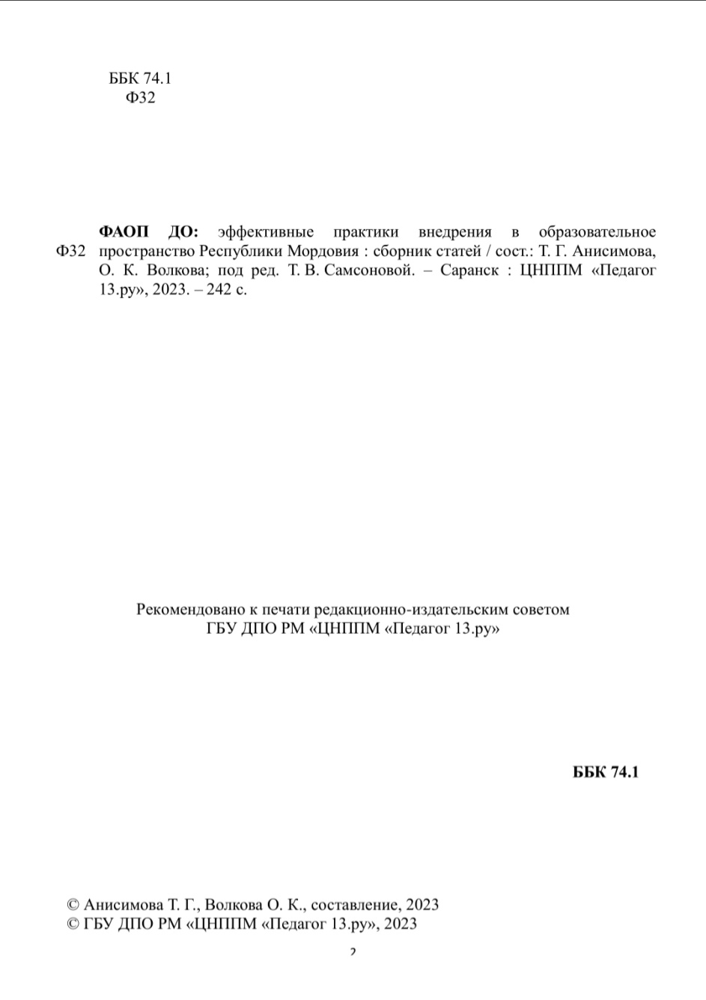 ББК 74.1
Ф32
ФАОП ДО: эффективные практики внедрения в образовательное
Ф32 пространство Республики Мордовия : сборник статей / сост.: Т. Г. Анисимова,
О. К. Волкова; под ред. Т. В. Самсоновой. – Саранск : ЦНППМ «Педагог
13.ру», 2023. – 242 с.
Рекомендовано к печати редакционно-издательским советом
ГБУ ДПО РМ «ЦНППМ «Педагог 13.ру»
ББК 74.1
© Анисимова Т. Г., Волкова О. К., составление, 2023
© ГБУ ДПО РМ «ЦНППМ «Педагог 13.ру», 2023
2